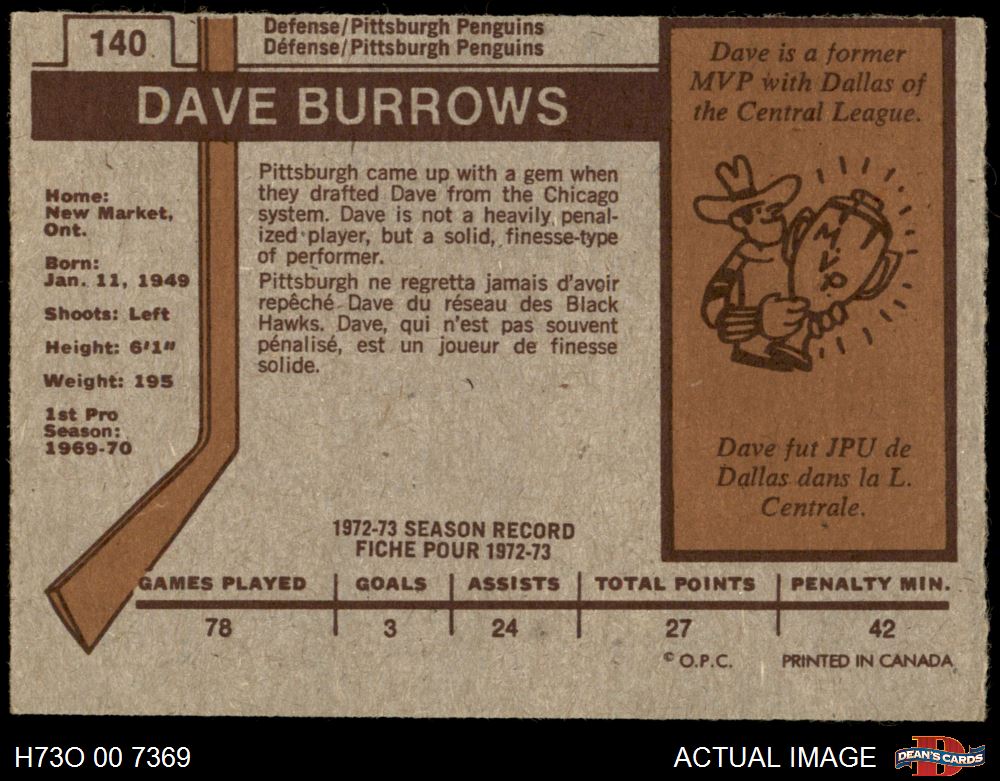 140
Defense/Pittsburgh Penguins
Défense/Pittsburgh Penguins
DAVE BURROWS
Home:
New Market,
Ont.
Born:
Jan. 11, 1949
Shoots: Left
Height: 6'1"
Weight: 195
1st Pro
Season:
1969-70
Pittsburgh came up with a gem when
they drafted Dave from the Chicago
system. Dave is not a heavily penal-
ized player, but a solid, finesse-type
of performer.
Pittsburgh ne regretta jamais d'avoir
repêché Dave du réseau des Black
Hawks. Dave, qui n'est pas souvent
pénalisé, est un joueur de finesse
solide.
Dave is a former
MVP with Dallas of
the Central League.
M.V.P.
Dave fut JPU de
Dallas dans la L.
Centrale.
1972-73 SEASON RECORD
FICHE POUR 1972-73
GAMES PLAYED GOALS ASSISTS TOTAL POINTS PENALTY MIN.
78 3 24 27 42
© O.P.C. PRINTED IN CANADA
H73O 00 7369
ACTUAL IMAGE
DEAN'S CARDS